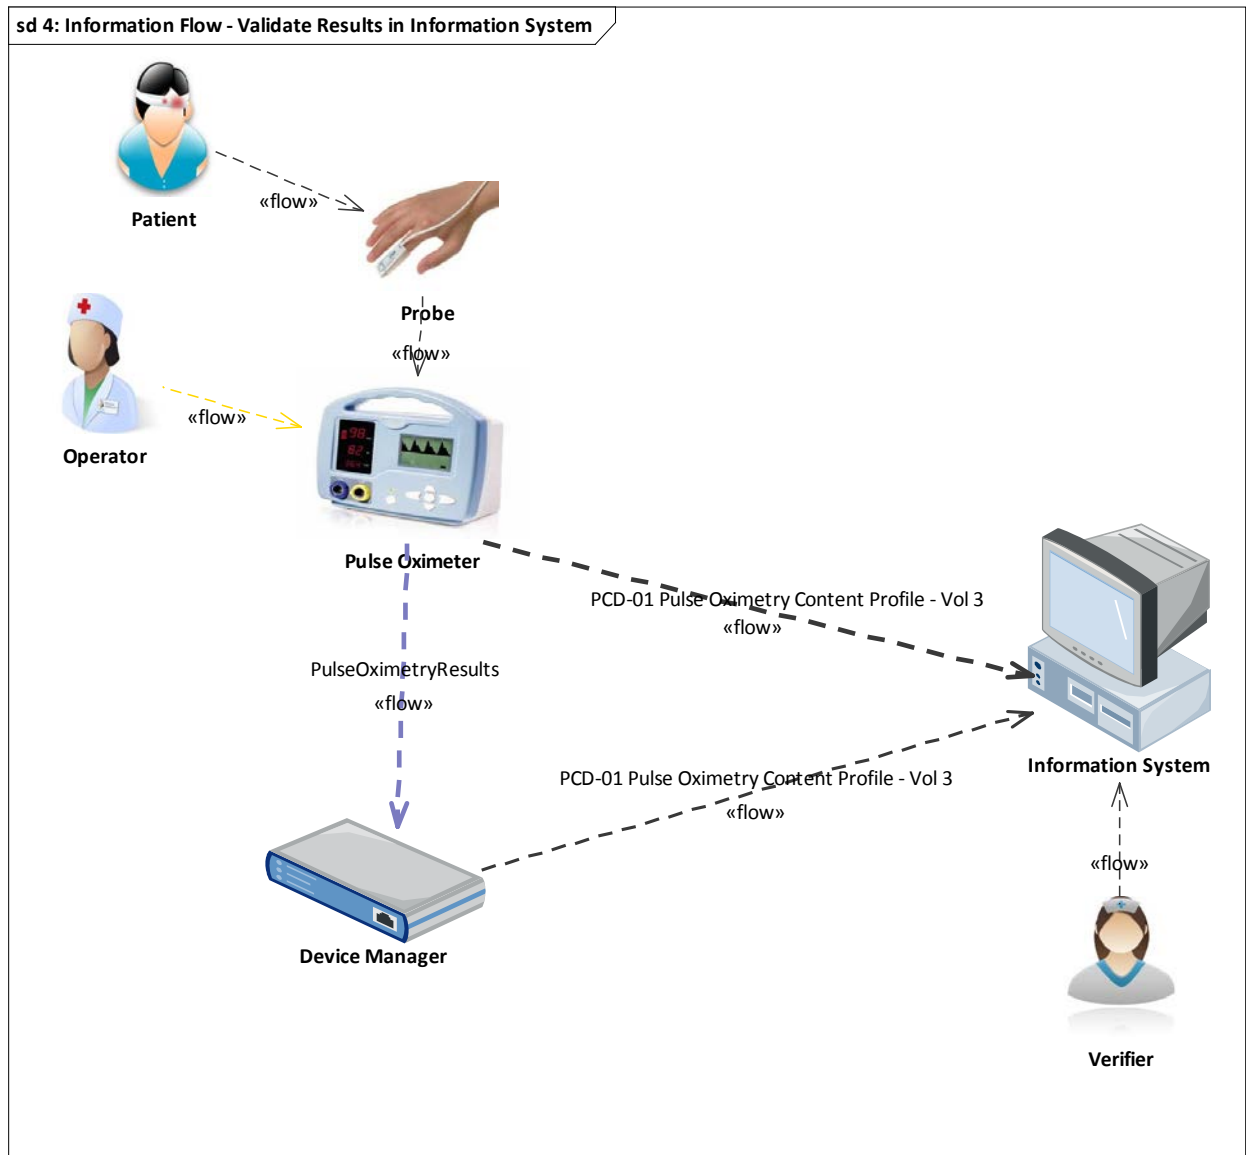 sd 4: Information Flow - Validate Results in Information System
Patient
«flow»
Probe
«flow»
Operator
«flow»
98
Pulse Oximeter
PCD-01 Pulse Oximetry Content Profile - Vol 3
«flow»
PulseOximetryResults
«flow»
Information System
PCD-01 Pulse Oximetry Content Profile - Vol 3
«flow»
Device Manager
«flow»
Verifier